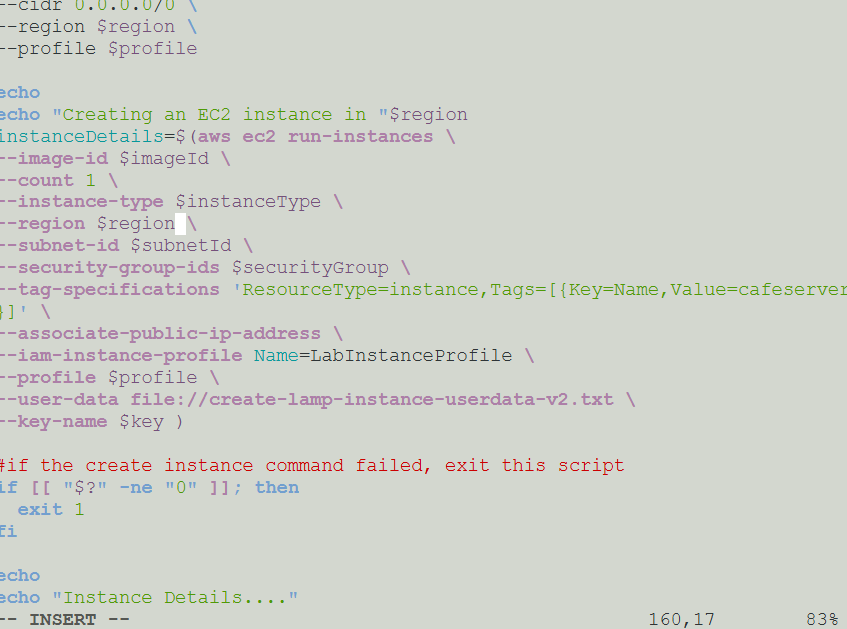 --cidr 0.0.0.0/0 \
--region $region \
--profile $profile
echo
echo "Creating an EC2 instance in "$region
instanceDetails=$(aws ec2 run-instances \
--image-id $imageId \
--count 1 \
--instance-type $instanceType \
--region $region \
--subnet-id $subnetId \
--security-group-ids $securityGroup \
--tag-specifications 'ResourceType=instance,Tags=[{Key=Name,Value=cafeserver
}]' \
--associate-public-ip-address \
--iam-instance-profile Name=LabInstanceProfile \
--profile $profile \
--user-data file://create-lamp-instance-userdata-v2.txt \
--key-name $key )
#if the create instance command failed, exit this script
if [[ "$?" -ne "0" ]]; then
exit 1
fi
echo
echo "Instance Details...."
-- INSERT -- 160,17 83%